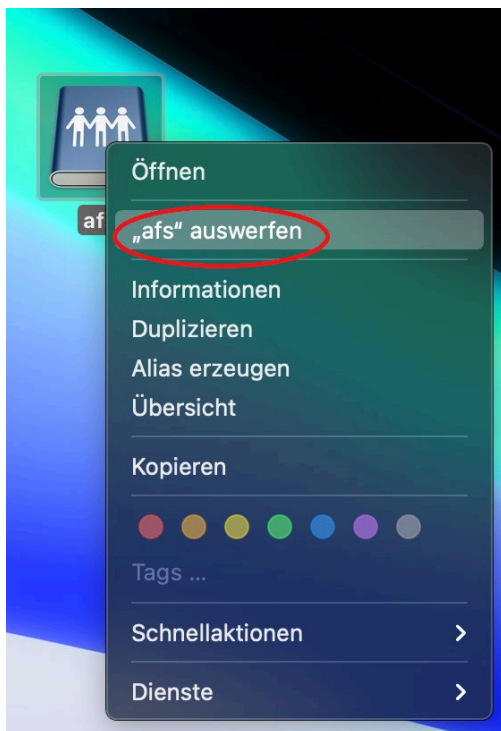 Öffnen
af
„afs“ auswerfen
Informationen
Duplizieren
Alias erzeugen
Übersicht
Kopieren
Tags ...
Schnellaktionen
Dienste